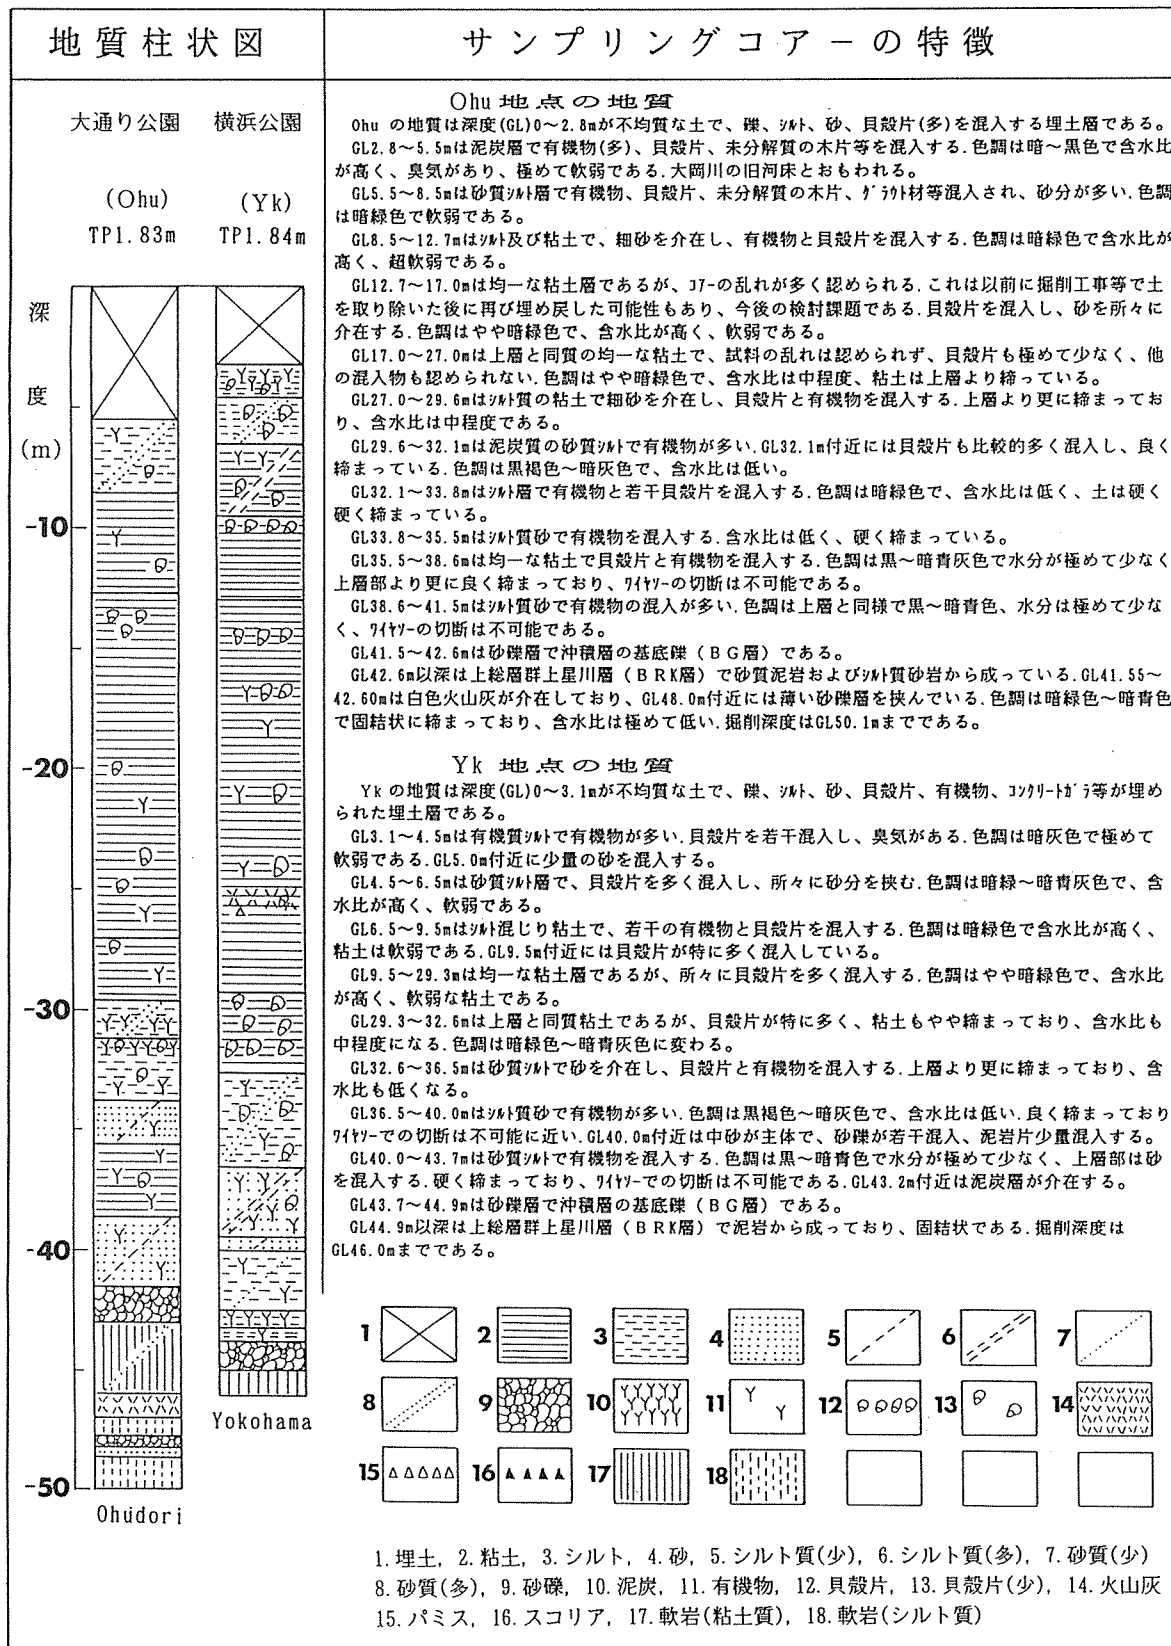 地質柱状図
サンプリングコアーの特徴
大通り公園
横浜公園
(Ohu)
(Yk)
TP1.83m
TP1.84m
深
度
(m)
-10
-20
-30
-40
-50
Ohudori
Yokohama
Ohu 地点の地質
Ohu の地質は深度(GL)0〜2.8mが不均質な土で、礫、シルト、砂、貝殻片(多)を混入する埋土層である。
GL2.8〜5.5mは泥炭層で有機物(多)、貝殻片、未分解質の木片等を混入する.色調は暗〜黒色で含水比
が高く、臭気があり、極めて軟弱である.大岡川の旧河床とおもわれる。
GL5.5〜8.5mは砂質シルト層で有機物、貝殻片、未分解質の木片、グラウト材等混入され、砂分が多い.色調
は暗緑色で軟弱である。
GL8.5〜12.7mはシルト及び粘土で、細砂を介在し、有機物と貝殻片を混入する.色調は暗緑色で含水比が
高く、超軟弱である。
GL12.7〜17.0mは均一な粘土層であるが、コアーの乱れが多く認められる.これは以前に掘削工事等で土
を取り除いた後に再び埋め戻した可能性もあり、今後の検討課題である.貝殻片を混入し、砂を所々に
介在する.色調はやや暗緑色で、含水比が高く、軟弱である。
GL17.0〜27.0mは上層と同質の均一な粘土で、試料の乱れは認められず、貝殻片も極めて少なく、他
の混入物も認められない.色調はやや暗緑色で、含水比は中程度、粘土は上層より締っている。
GL27.0〜29.6mはシルト質の粘土で細砂を介在し、貝殻片と有機物を混入する.上層より更に締まってお
り、含水比は中程度である。
GL29.6〜32.1mは泥炭質の砂質シルトで有機物が多い.GL32.1m付近には貝殻片も比較的多く混入し、良く
締まっている.色調は黒褐色〜暗灰色で、含水比は低い。
GL32.1〜33.8mはシルト層で有機物と若干貝殻片を混入する.色調は暗緑色で、含水比は低く、土は硬く
硬く締まっている。
GL33.8〜35.5mはシルト質砂で有機物を混入する.含水比は低く、硬く締まっている。
GL35.5〜38.6mは均一な粘土で貝殻片と有機物を混入する.色調は黒〜暗青灰色で水分が極めて少なく
上層部より更に良く締まっており、ワイヤソーの切断は不可能である。
GL38.6〜41.5mはシルト質砂で有機物の混入が多い.色調は上層と同様で黒〜暗青色、水分は極めて少な
く、ワイヤソーの切断は不可能である。
GL41.5〜42.6mは砂礫層で沖積層の基底礫（BG層）である。
GL42.6m以深は上総層群上星川層（BRK層）で砂質泥岩およびシルト質砂岩から成っている.GL41.55〜
42.60mは白色火山灰が介在しており、GL48.0m付近には薄い砂礫層を挟んでいる.色調は暗緑色〜暗青色
で固結状に締まっており、含水比は極めて低い.掘削深度はGL50.1mまでである。
Yk 地点の地質
Yk の地質は深度(GL)0〜3.1mが不均質な土で、礫、シルト、砂、貝殻片、有機物、コンクリートガラ等が埋め
られた埋土層である。
GL3.1〜4.5mは有機質シルトで有機物が多い.貝殻片を若干混入し、臭気がある.色調は暗灰色で極めて
軟弱である.GL5.0m付近に少量の砂を混入する。
GL4.5〜6.5mは砂質シルト層で、貝殻片を多く混入し、所々に砂分を挟む.色調は暗緑〜暗青灰色で、含
水比が高く、軟弱である。
GL6.5〜9.5mはシルト混じり粘土で、若干の有機物と貝殻片を混入する.色調は暗緑色で含水比が高く、
粘土は軟弱である.GL9.5m付近には貝殻片が特に多く混入している。
GL9.5〜29.3mは均一な粘土層であるが、所々に貝殻片を多く混入する.色調はやや暗緑色で、含水比
が高く、軟弱な粘土である。
GL29.3〜32.6mは上層と同質粘土であるが、貝殻片が特に多く、粘土もやや締まっており、含水比も
中程度になる.色調は暗緑色〜暗青灰色に変わる。
GL32.6〜36.5mは砂質シルトで砂を介在し、貝殻片と有機物を混入する.上層より更に締まっており、含
水比も低くなる。
GL36.5〜40.0mはシルト質砂で有機物が多い.色調は黒褐色〜暗灰色で、含水比は低い.良く締まっており
ワイヤソーでの切断は不可能に近い.GL40.0m付近は中砂が主体で、砂礫が若干混入、泥岩片少量混入する。
GL40.0〜43.7mは砂質シルトで有機物を混入する.色調は黒〜暗青色で水分が極めて少なく、上層部は砂
を混入する.硬く締まっており、ワイヤソーでの切断は不可能である.GL43.2m付近は泥炭層が介在する。
GL43.7〜44.9mは砂礫層で沖積層の基底礫（BG層）である。
GL44.9m以深は上総層群上星川層（BRK層）で泥岩から成っており、固結状である.掘削深度は
GL46.0mまでである。
1 2 3 4 5 6 7
8 9 10 11 12 13 14
15 16 17 18
1.埋土, 2.粘土, 3.シルト, 4.砂, 5.シルト質(少), 6.シルト質(多), 7.砂質(少)
8.砂質(多), 9.砂礫, 10.泥炭, 11.有機物, 12.貝殻片, 13.貝殻片(少), 14.火山灰
15.パミス, 16.スコリア, 17.軟岩(粘土質), 18.軟岩(シルト質)